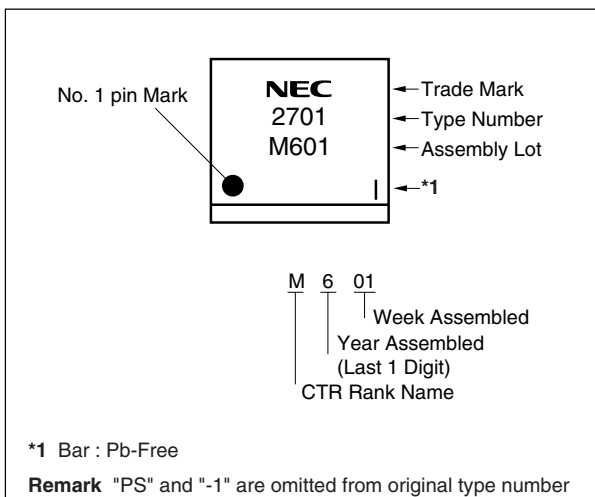 NEC
No. 1 pin Mark
Trade Mark
2701
Type Number
M601
Assembly Lot
*1
M 6 01
Week Assembled
Year Assembled
(Last 1 Digit)
CTR Rank Name
*1 Bar : Pb-Free
Remark "PS" and "-1" are omitted from original type number